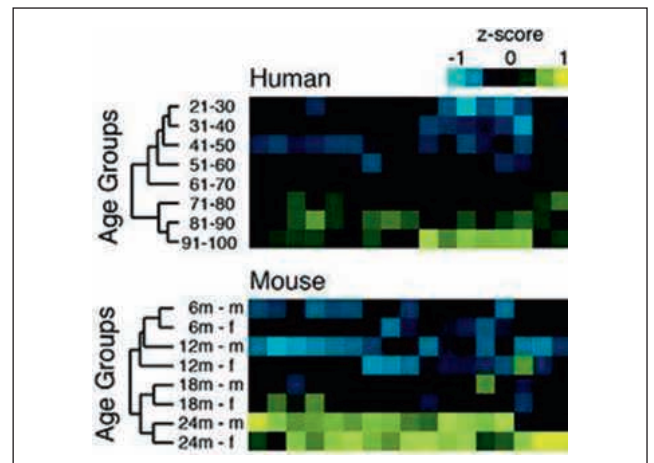 z-score
-1 0 1
Human
Age Groups
21-30
31-40
41-50
51-60
61-70
71-80
81-90
91-100
Mouse
Age Groups
6m - m
6m - f
12m - m
12m - f
18m - m
18m - f
24m - m
24m - f